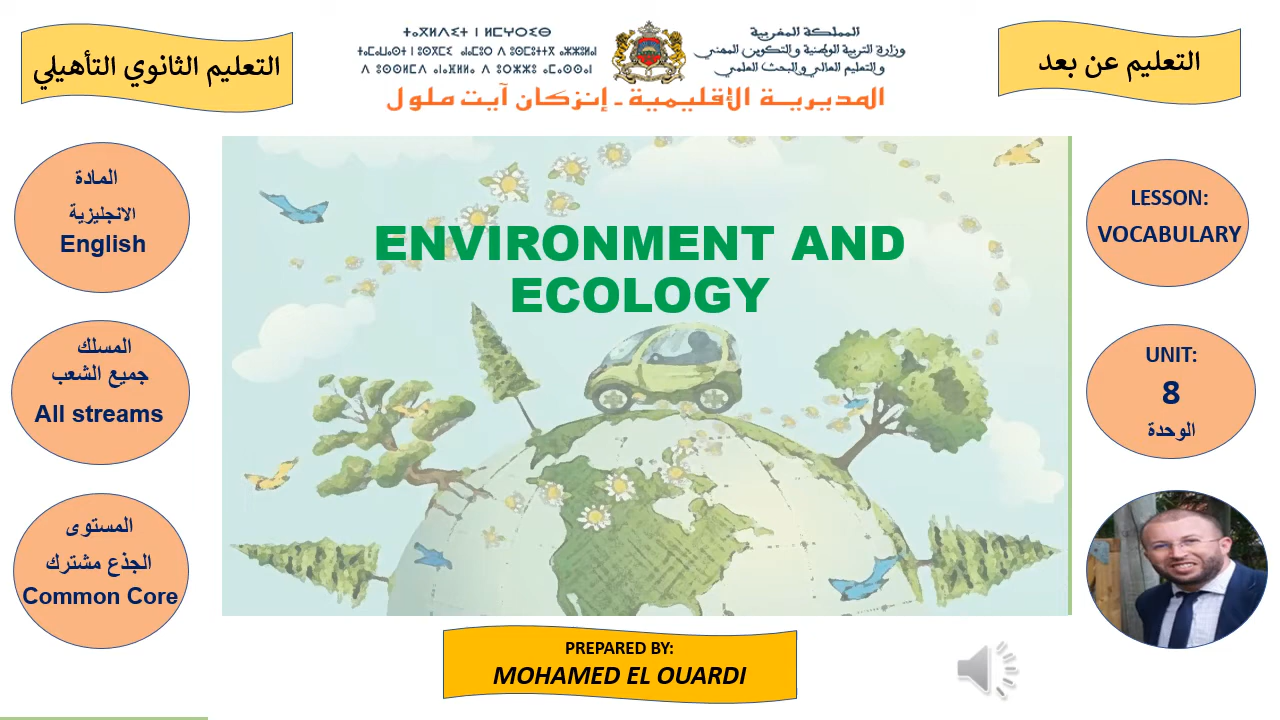 التعليم الثانوي التأهيلي
ⵜⴰⴳⵍⴷⵉⵜ ⵏ ⵍⵎⵖⵔⵉⴱ
المملكة المغربية
وزارة التربية الوطنية والتكوين المهني
والتعليم العالي والبحث العلمي
المديرية الإقليمية - إنزكان آيت ملول
التعليم عن بعد
المادة
الانجليزية
English
المسلك
جميع الشعب
All streams
المستوى
الجذع مشترك
Common Core
ENVIRONMENT AND
ECOLOGY
LESSON:
VOCABULARY
UNIT:
8
الوحدة
PREPARED BY:
MOHAMED EL OUARDI